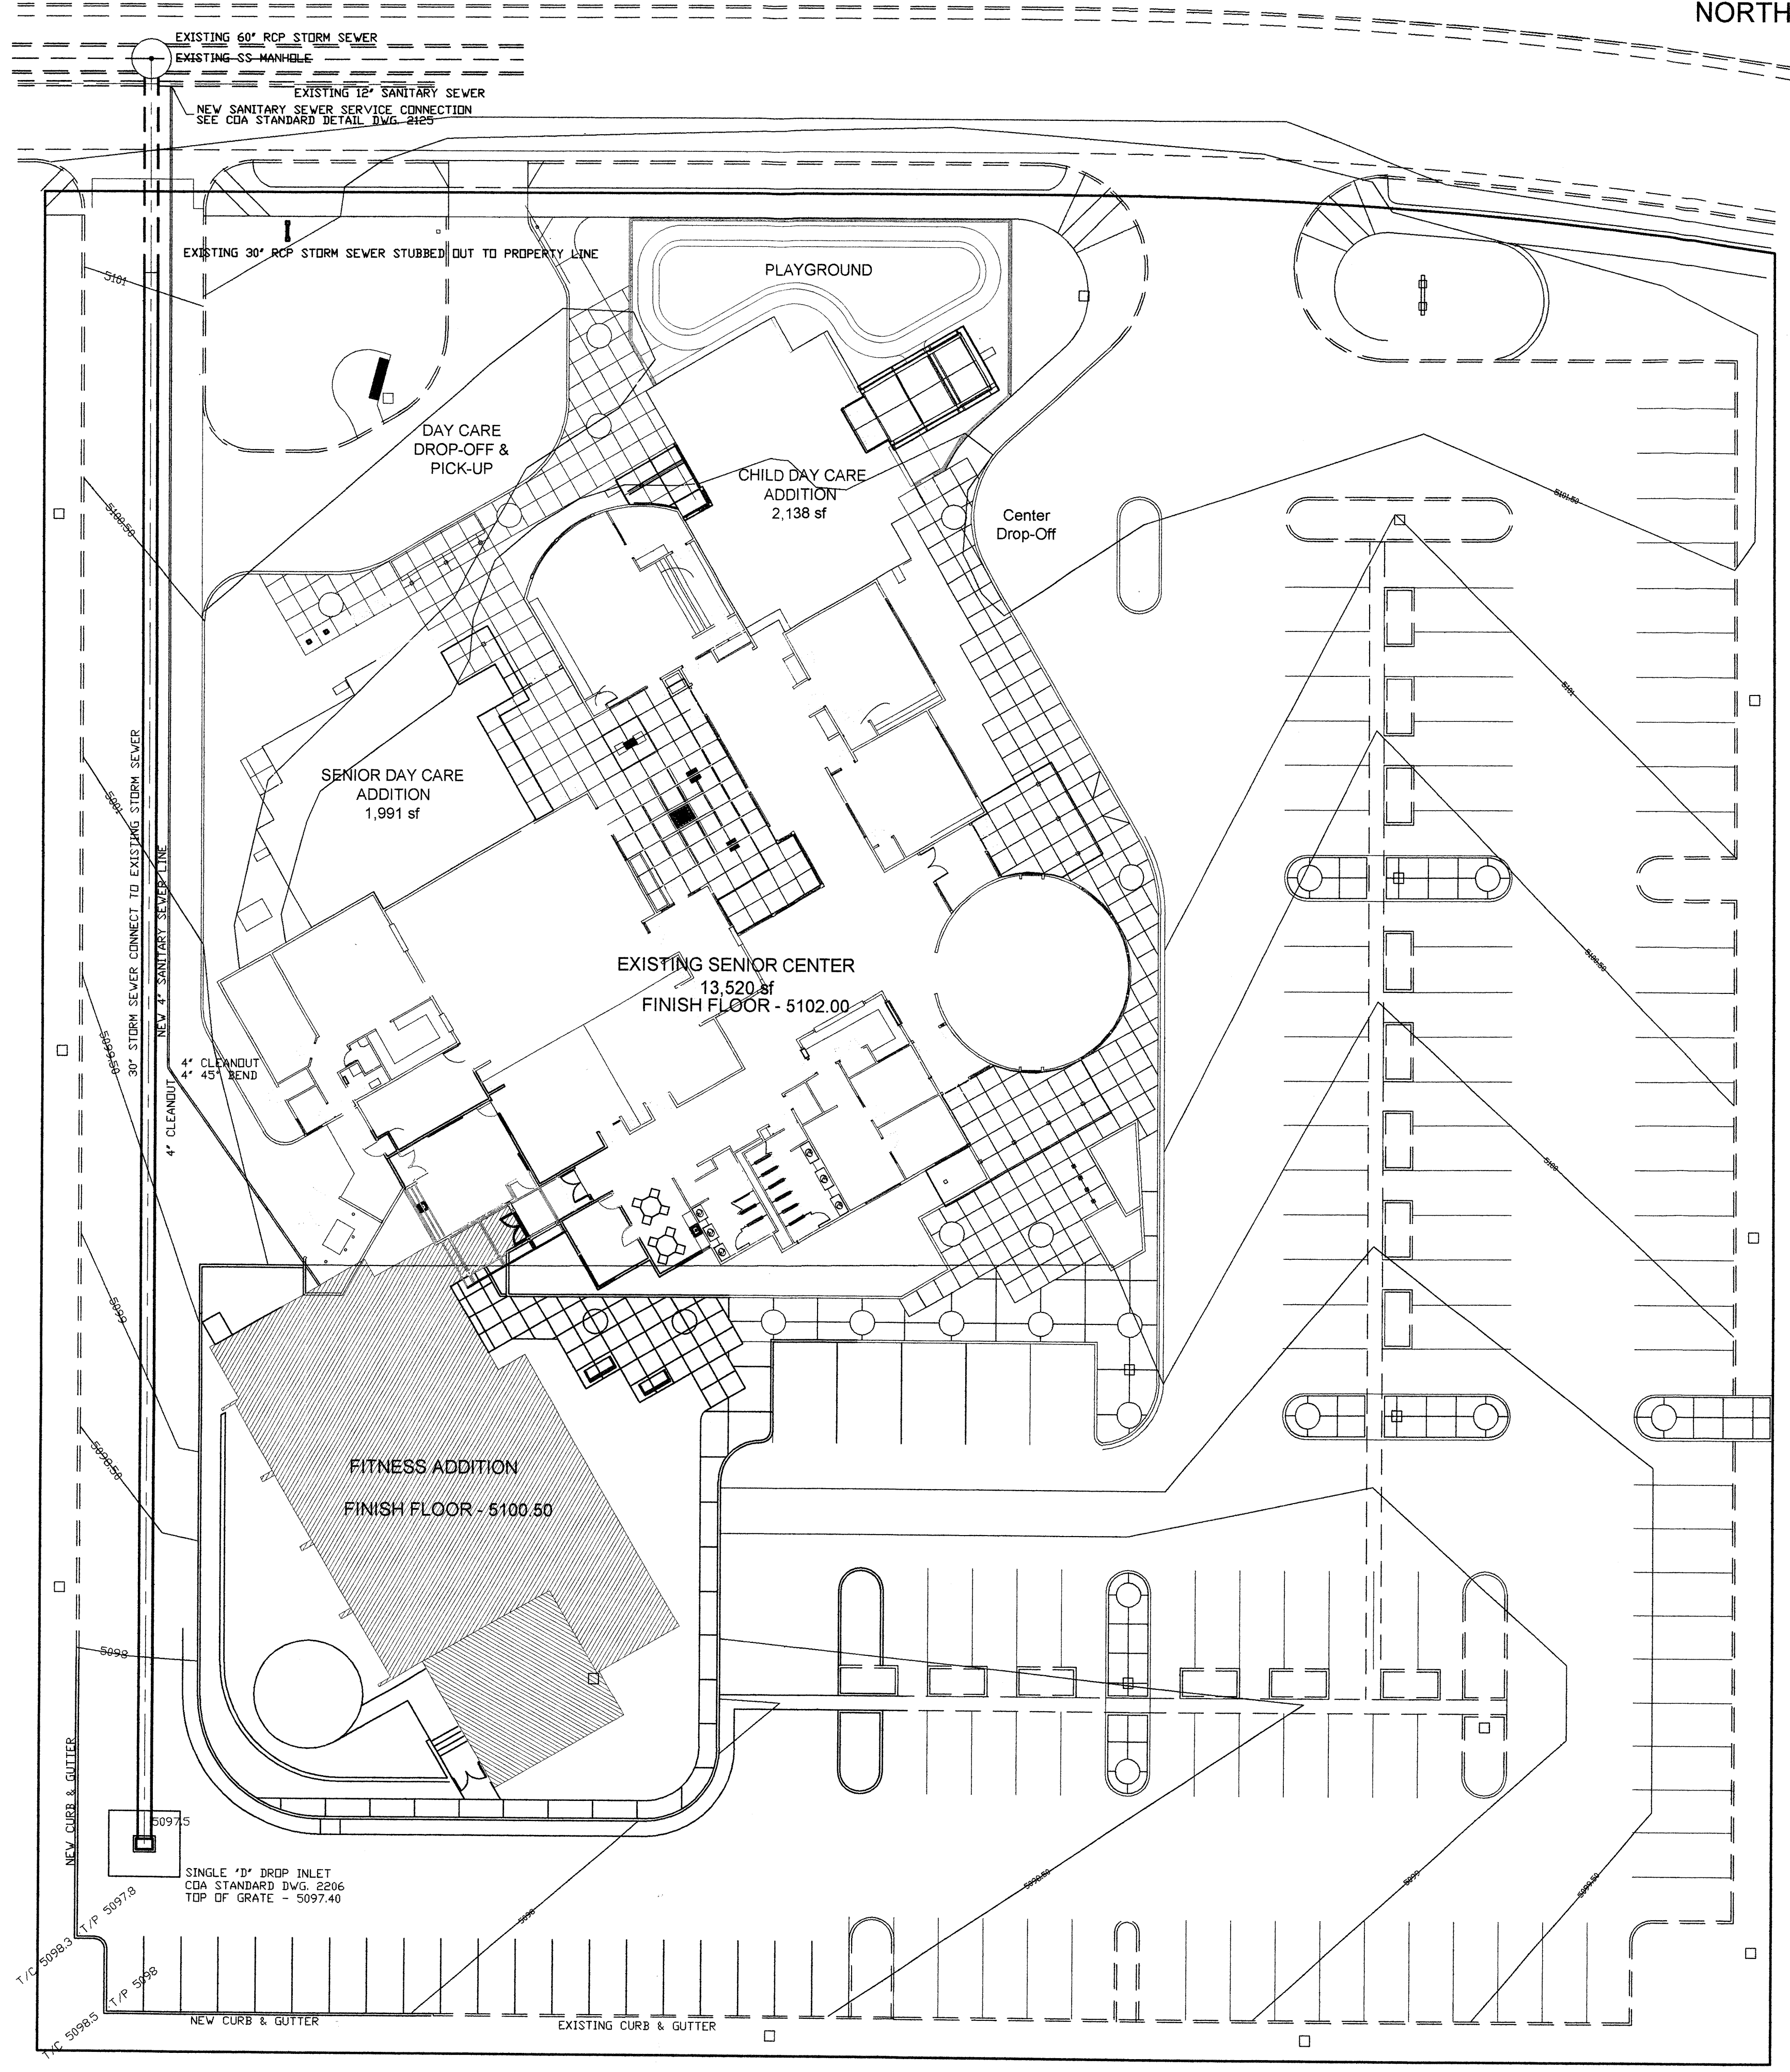 NORTH
EXISTING 60" RCP STORM SEWER
EXISTING SS MANHOLE
EXISTING 12" SANITARY SEWER
NEW SANITARY SEWER SERVICE CONNECTION
SEE COA STANDARD DETAIL DWG. 2125
EXISTING 30" RCP STORM SEWER STUBBED OUT TO PROPERTY LINE
PLAYGROUND
5101
DAY CARE
DROP-OFF &
PICK-UP
CHILD DAY CARE
ADDITION
2,138 sf
Center
Drop-Off
5101.50
5100.50
5101
SENIOR DAY CARE
ADDITION
1,991 sf
5001
30" STORM SEWER CONNECT TO EXISTING STORM SEWER
NEW 4" SANITARY SEWER LINE
EXISTING SENIOR CENTER
13,520 sf
FINISH FLOOR - 5102.00
5100.50
5099.50
4" CLEANOUT
4" 45° BEND
4" CLEANOUT
5100
5099
5098.50
FITNESS ADDITION
FINISH FLOOR - 5100.50
5098
NEW CURB & GUTTER
5097.5
SINGLE "D" DROP INLET
COA STANDARD DWG. 2206
TOP OF GRATE - 5097.40
5098.50
5099
5099.50
T/P 5097.8
T/C 5098.3
5098
T/P 5098
T/C 5098.5
NEW CURB & GUTTER
EXISTING CURB & GUTTER